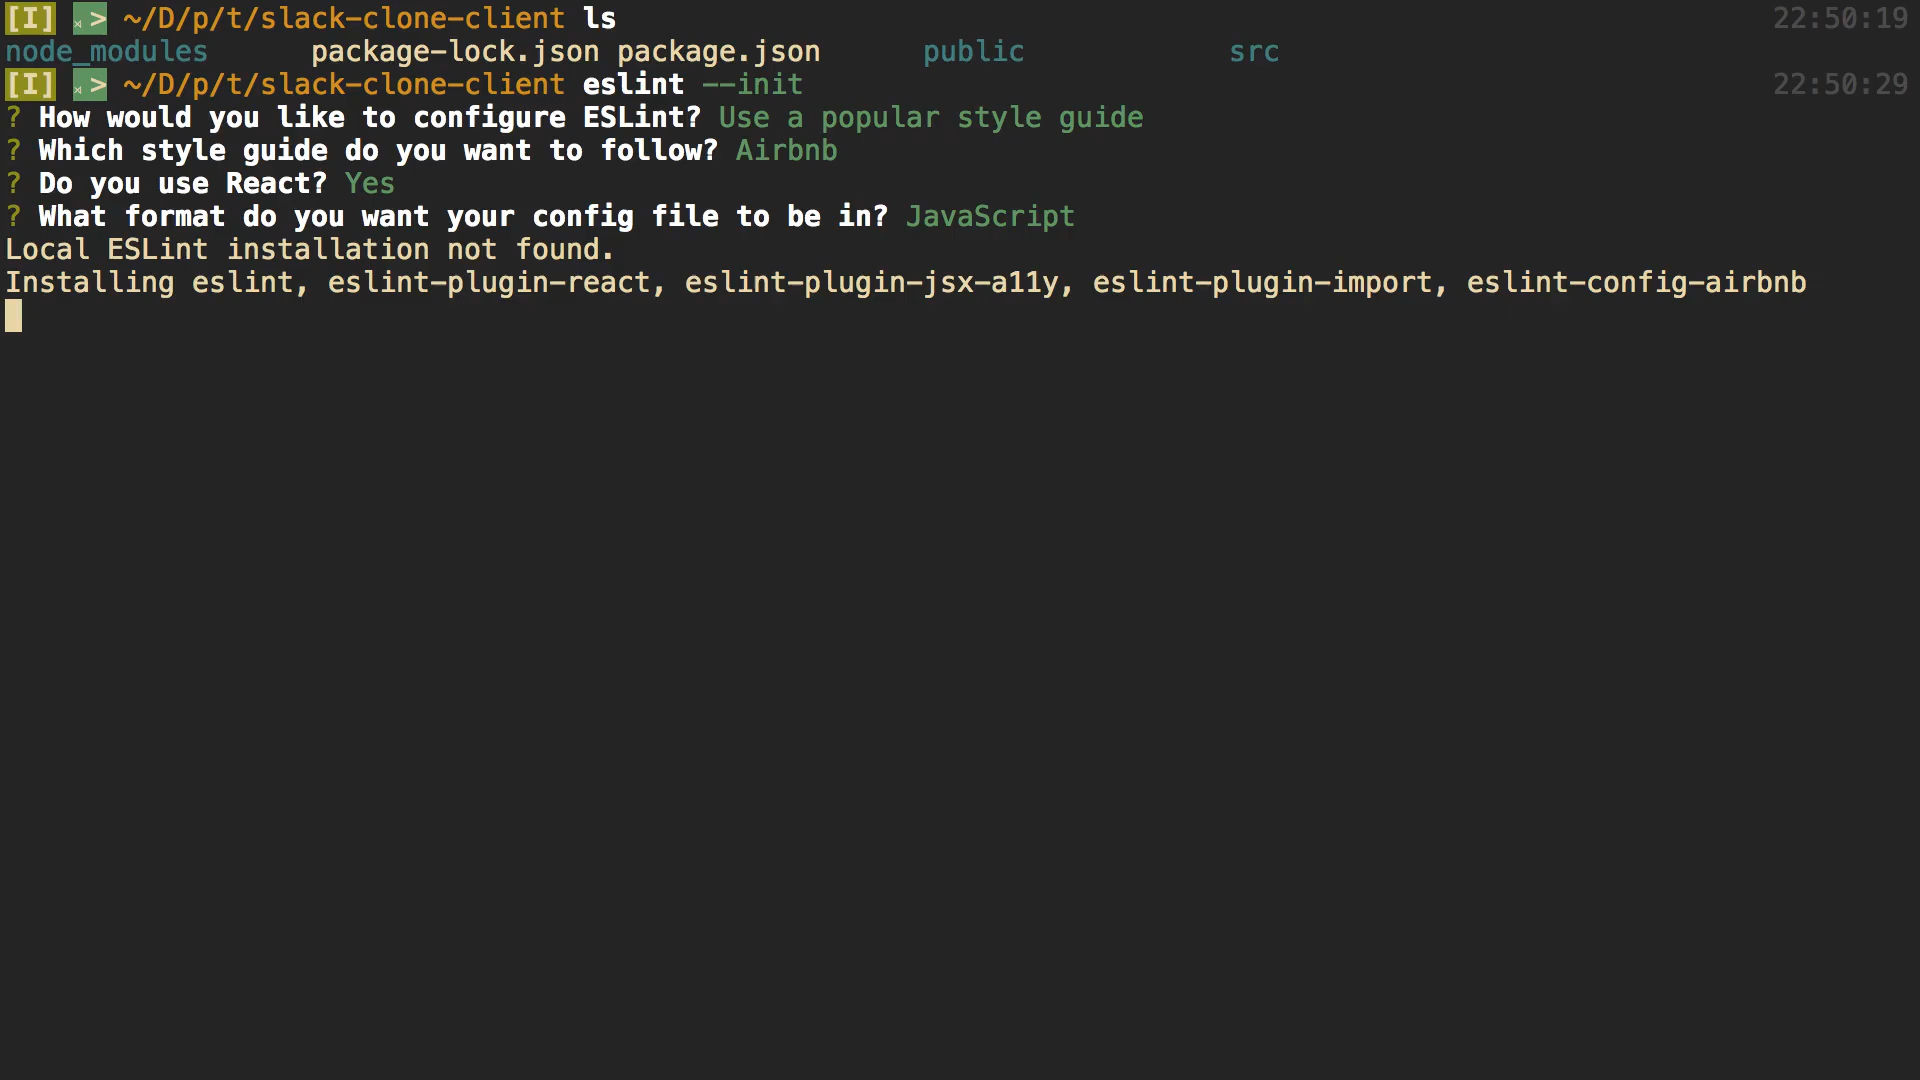 [I] > ~/D/p/t/slack-clone-client ls 22:50:19
node_modules package-lock.json package.json public src
[I] > ~/D/p/t/slack-clone-client eslint --init 22:50:29
? How would you like to configure ESLint? Use a popular style guide
? Which style guide do you want to follow? Airbnb
? Do you use React? Yes
? What format do you want your config file to be in? JavaScript
Local ESLint installation not found.
Installing eslint, eslint-plugin-react, eslint-plugin-jsx-a11y, eslint-plugin-import, eslint-config-airbnb